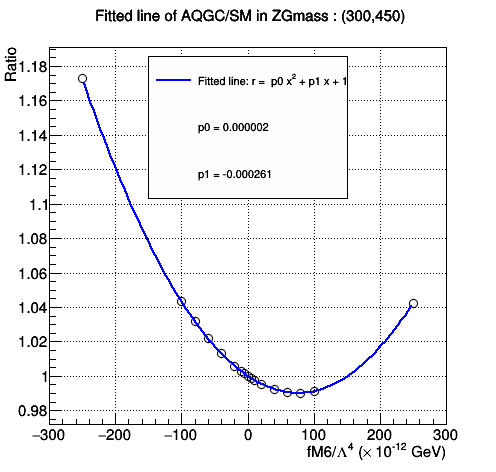 Fitted line of AQGC/SM in ZGmass : (300,450)
Ratio
1.18
1.16
1.14
1.12
1.1
1.08
1.06
1.04
1.02
1
0.98
Fitted line: r = p0 x² + p1 x + 1
p0 = 0.000002
p1 = -0.000261
−300 −200 −100 0 100 200 300
fM6/Λ⁴ (× 10⁻¹² GeV)